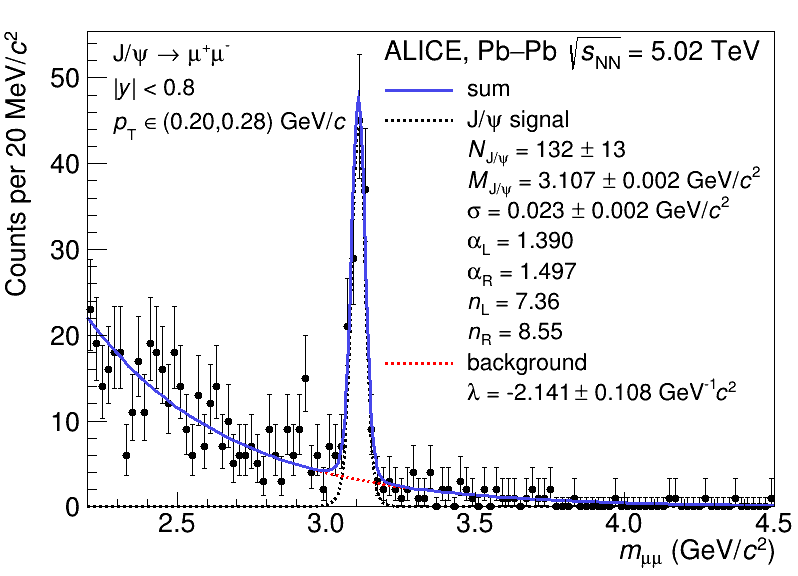 J/ψ → μ⁺μ⁻
|y| < 0.8
p_T ∈ (0.20,0.28) GeV/c
ALICE, Pb–Pb √s_NN = 5.02 TeV
sum
J/ψ signal
N_J/ψ = 132 ± 13
M_J/ψ = 3.107 ± 0.002 GeV/c²
σ = 0.023 ± 0.002 GeV/c²
α_L = 1.390
α_R = 1.497
n_L = 7.36
n_R = 8.55
background
λ = -2.141 ± 0.108 GeV⁻¹c²
Counts per 20 MeV/c²
50
40
30
20
10
0
2.5 3.0 3.5 4.0 4.5
m_μμ (GeV/c²)